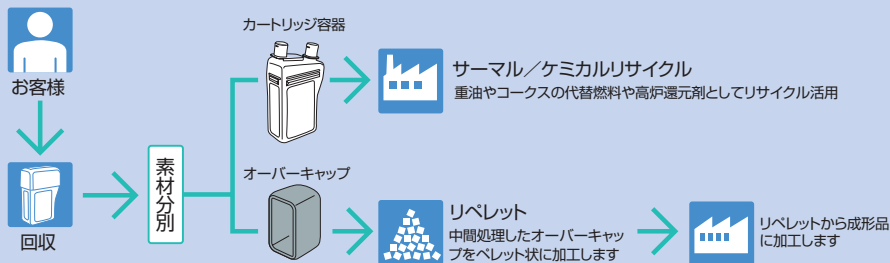 お客様
回収
素材分別
カートリッジ容器
サーマル／ケミカルリサイクル
重油やコークスの代替燃料や高炉還元剤としてリサイクル活用
オーバーキャップ
リペレット
中間処理したオーバーキャッ
プをペレット状に加工します
リペレットから成形品
に加工します